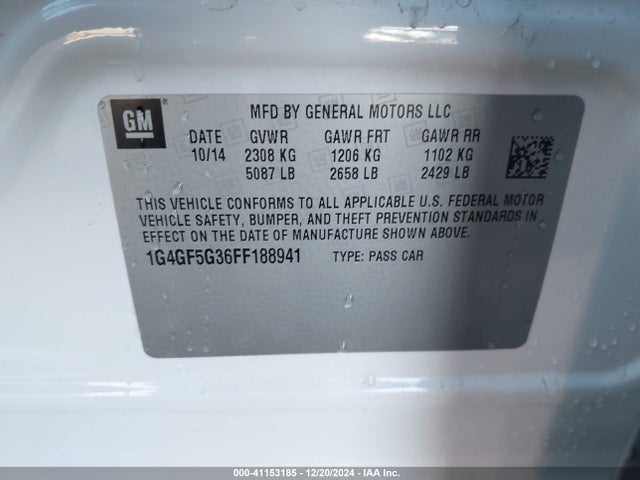 GM
MFD BY GENERAL MOTORS LLC
DATE GVWR GAWR FRT GAWR RR
10/14 2308 KG 1206 KG 1102 KG
5087 LB 2658 LB 2429 LB
THIS VEHICLE CONFORMS TO ALL APPLICABLE U.S. FEDERAL MOTOR
VEHICLE SAFETY, BUMPER, AND THEFT PREVENTION STANDARDS IN
EFFECT ON THE DATE OF MANUFACTURE SHOWN ABOVE.
1G4GF5G36FF188941 TYPE: PASS CAR
000-41153185 - 12/20/2024 - IAA Inc.